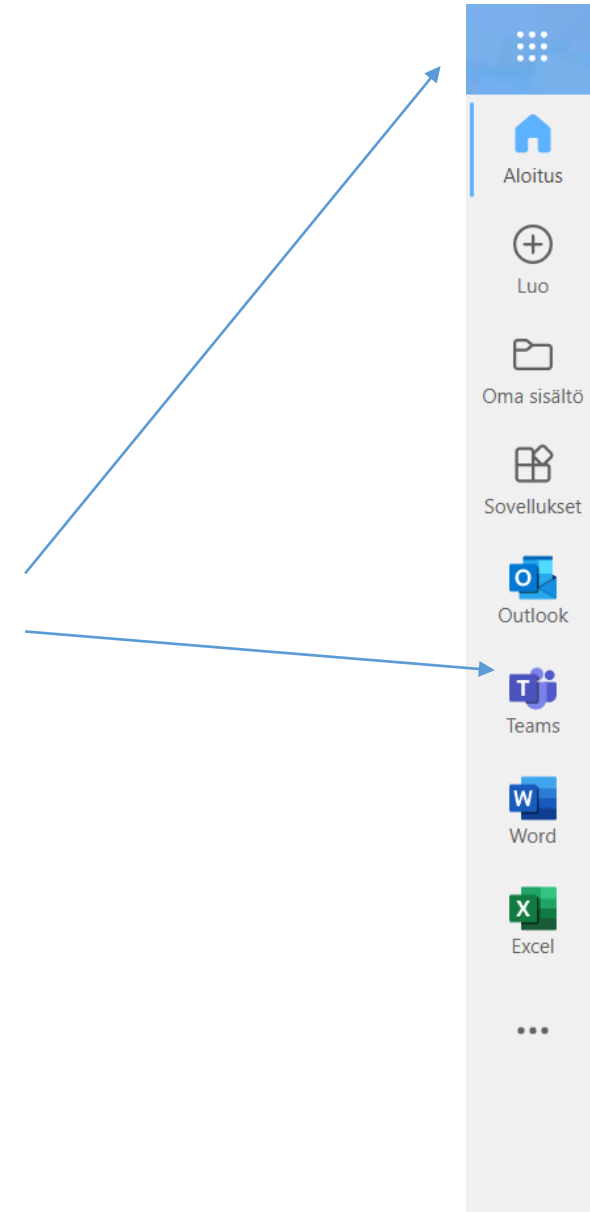 Aloitus
Luo
Oma sisältö
Sovellukset
O
Outlook
T
Teams
W
Word
X
Excel